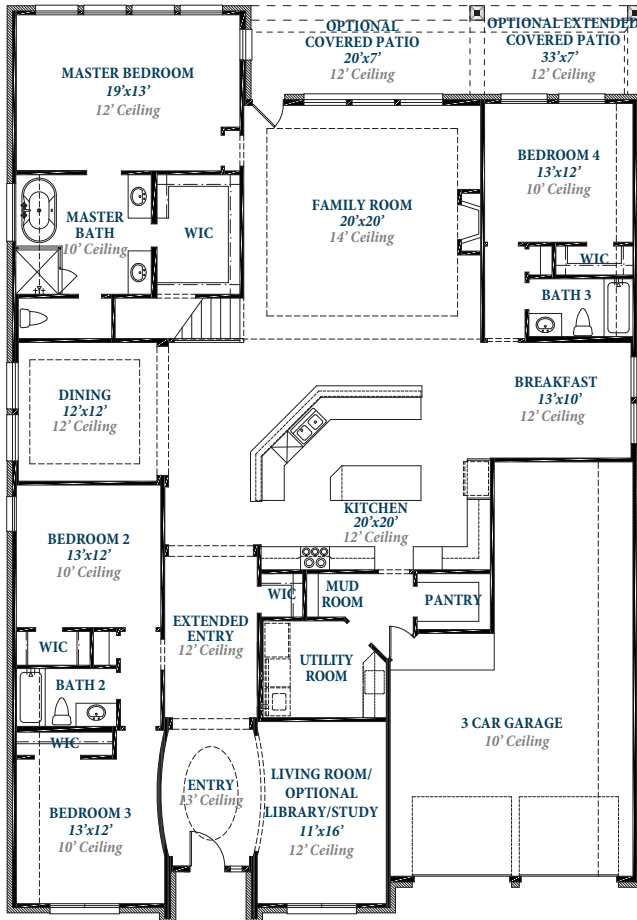 OPTIONAL
COVERED PATIO
20'x7'
12' Ceiling
OPTIONAL EXTENDED
COVERED PATIO
33'x7'
12' Ceiling
MASTER BEDROOM
19'x13'
12' Ceiling
BEDROOM 4
13'x12'
10' Ceiling
FAMILY ROOM
20'x20'
14' Ceiling
MASTER
BATH
10' Ceiling
WIC
WIC
BATH 3
DINING
12'x12'
12' Ceiling
BREAKFAST
13'x10'
12' Ceiling
KITCHEN
20'x20'
12' Ceiling
BEDROOM 2
13'x12'
10' Ceiling
WIC
MUD
ROOM
PANTRY
EXTENDED
ENTRY
12' Ceiling
WIC
UTILITY
ROOM
BATH 2
3 CAR GARAGE
10' Ceiling
WIC
ENTRY
13' Ceiling
LIVING ROOM/
OPTIONAL
LIBRARY/STUDY
11'x16'
12' Ceiling
BEDROOM 3
13'x12'
10' Ceiling